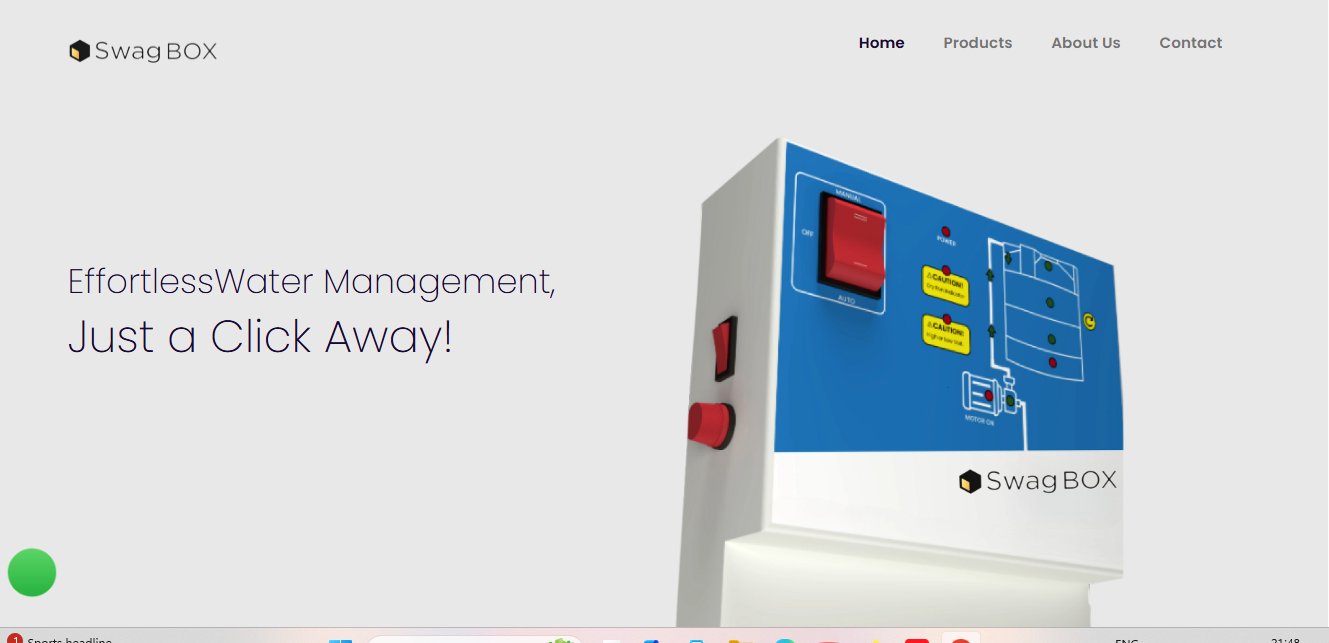 Swag BOX
Home Products About Us Contact
EffortlessWater Management,
Just a Click Away!
MANUAL
OFF
AUTO
POWER
⚠CAUTION!
Dry Run Indicator
⚠CAUTION!
High or Low Volt.
MOTOR ON
Swag BOX
1 Sports headline
ENG
21:48